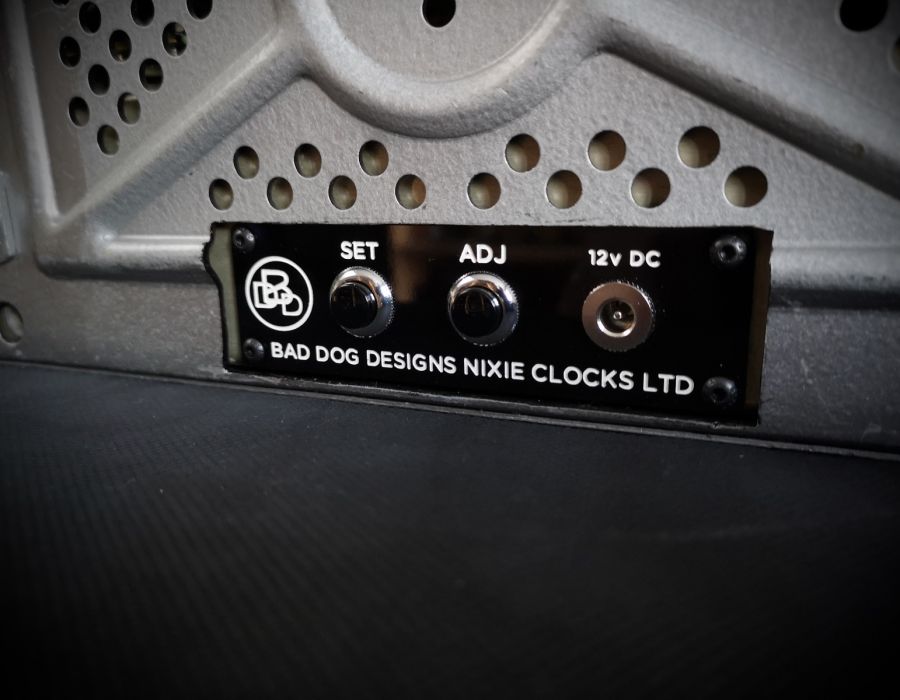 SET ADJ 12v DC
BDD
BAD DOG DESIGNS NIXIE CLOCKS LTD